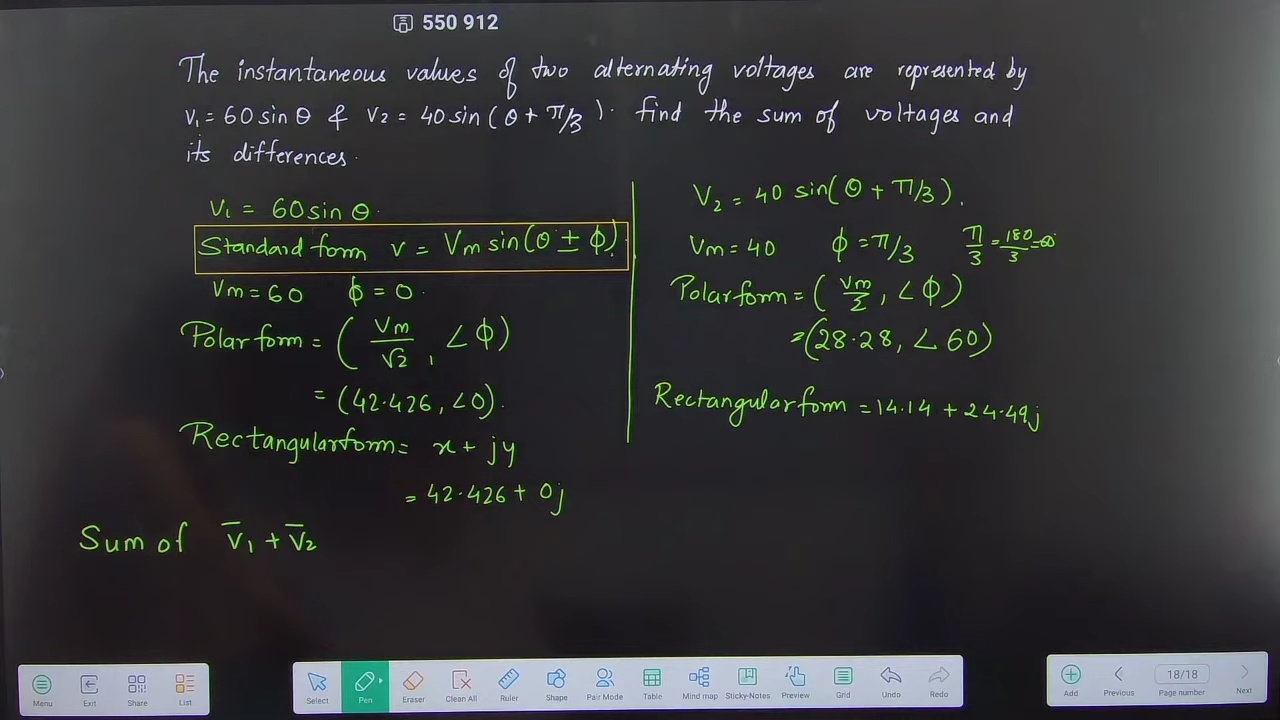 550 912
The instantaneous values of two alternating voltages are represented by
v₁ = 60 sin θ & v₂ = 40 sin ( θ + π/3 ). find the sum of voltages and
its differences.
V₁ = 60 sin θ.
Standard form v = Vm sin(θ ± ϕ).
Vm = 60 ϕ = 0.
Polar form = ( Vm/√2 , ∠ϕ)
= (42.426, ∠0).
Rectangular form = x + jy
= 42.426 + 0j
V₂ = 40 sin(θ + π/3).
Vm = 40 ϕ = π/3 π/3 = 180/3 = 60
Polar form = ( Vm/2 , ∠ϕ)
= (28.28, ∠60)
Rectangular form = 14.14 + 24.49j
Sum of V̅₁ + V̅₂
Menu Exit Share Lists
Select Pen Eraser Clean All Ruler Shape Pair Mode Table Mind map Sticky-Notes Preview Grid Undo Redo
Add Previous 18/18 Page number Next